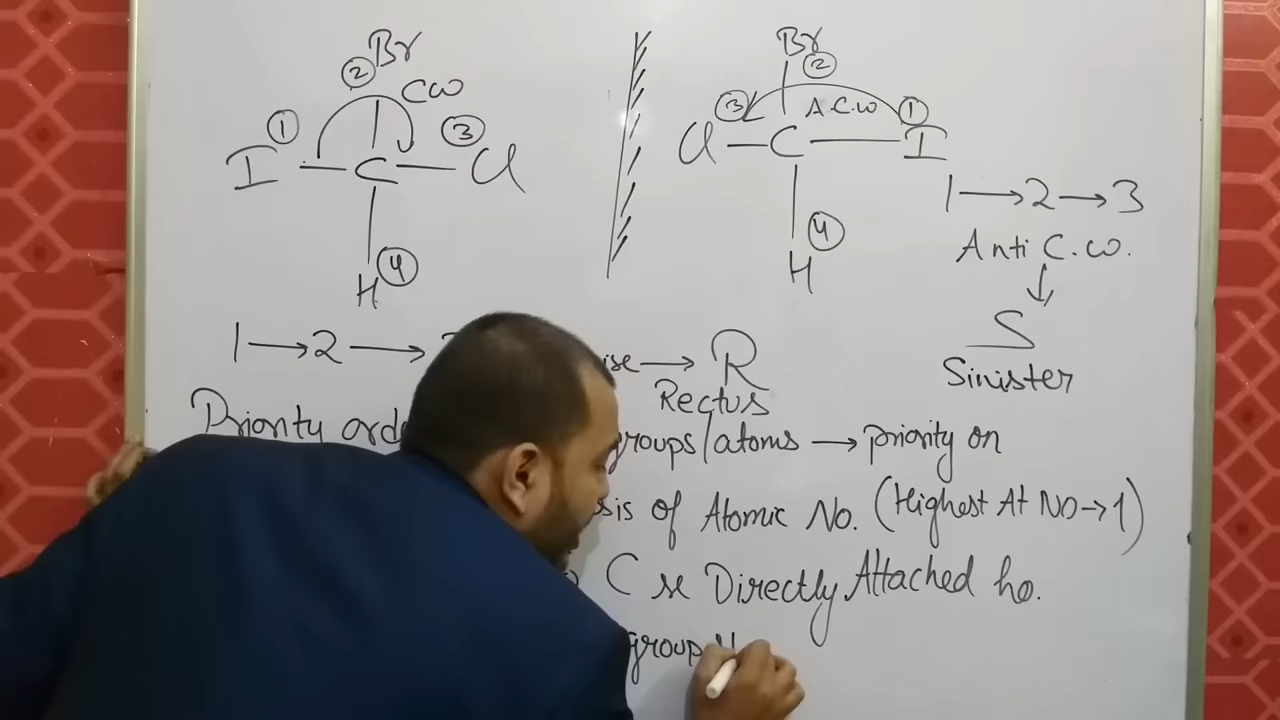 Br
② CW
① ③
I — C — Cl
④
H
Br
②
③ A.C.W ①
Cl — C — I
④
H
1 → 2 → 3
Anti C.W.
↓
S
Sinister
1 → 2 → ise → R
Rectus
Priority orde groups/atoms → priority on
sis of Atomic No. (Highest At No → 1)
C se Directly Attached ho.
group